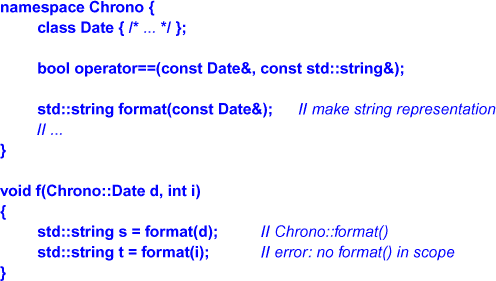 namespace Chrono {
class Date { /* ... */ };
bool operator==(const Date&, const std::string&);
std::string format(const Date&); // make string representation
// ...
}
void f(Chrono::Date d, int i)
{
std::string s = format(d); // Chrono::format()
std::string t = format(i); // error: no format() in scope
}